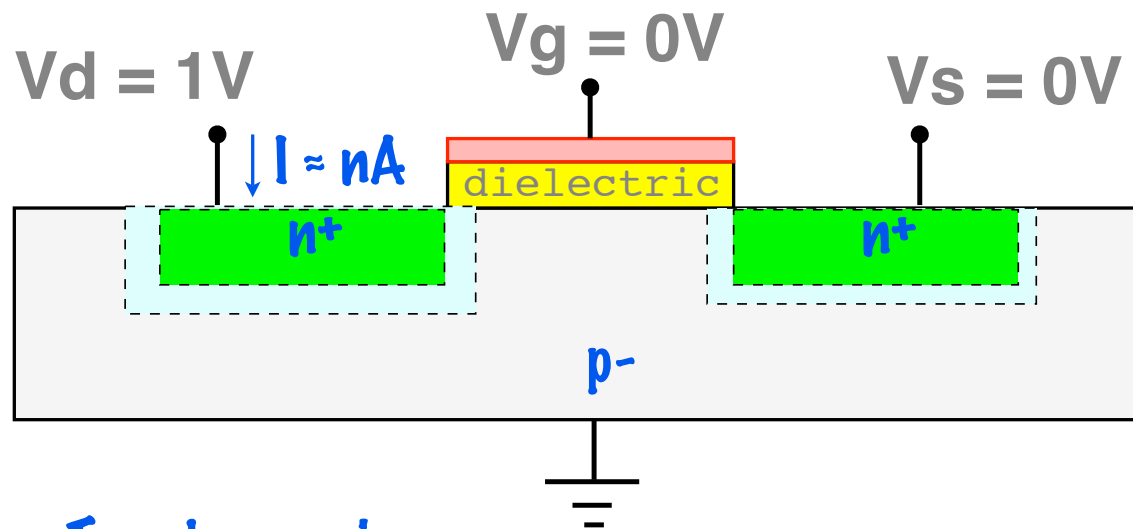 Vd = 1V
Vg = 0V
Vs = 0V
I ≈ nA
dielectric
n+
n+
p-